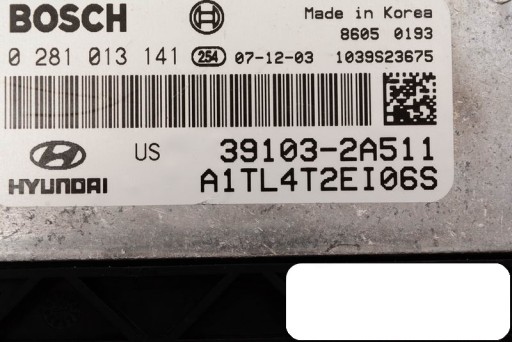 BOSCH
Made in Korea
8605 0193
0 281 013 141 254 07-12-03 1039S23675
US 39103-2A511
HYUNDAI A1TL4T2EI06S